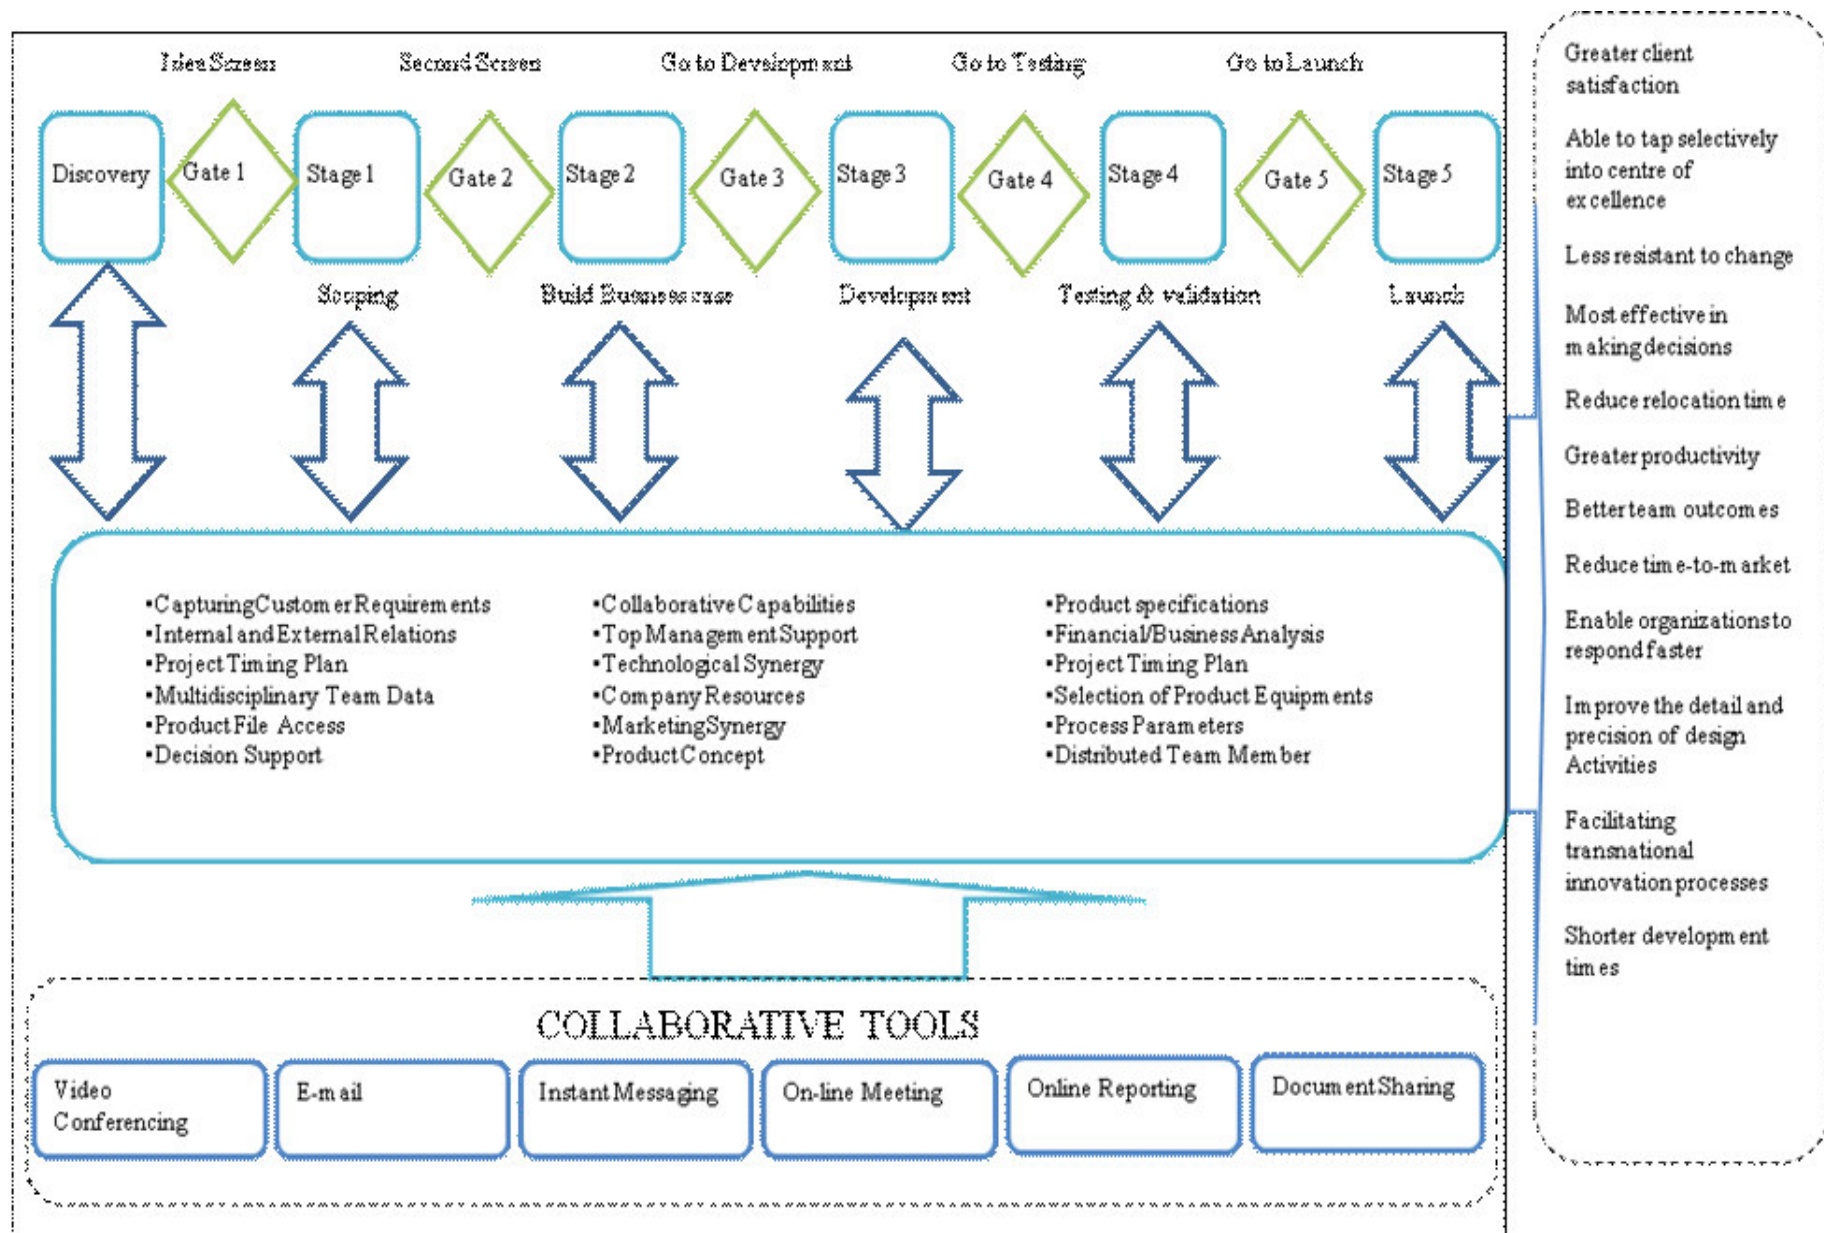 Idea Screen
Second Screen
Go to Development
Go to Testing
Go to Launch
Discovery
Gate 1
Stage 1
Gate 2
Stage 2
Gate 3
Stage 3
Gate 4
Stage 4
Gate 5
Stage 5
Scoping
Build Business case
Development
Testing & validation
Launch
▪Capturing Customer Requirements
▪Internal and External Relations
▪Project Timing Plan
▪Multidisciplinary Team Data
▪Product File Access
▪Decision Support
▪Collaborative Capabilities
▪Top Management Support
▪Technological Synergy
▪Company Resources
▪Marketing Synergy
▪Product Concept
▪Product specifications
▪Financial/Business Analysis
▪Project Timing Plan
▪Selection of Product Equipments
▪Process Parameters
▪Distributed Team Member
COLLABORATIVE TOOLS
Video
Conferencing
E-mail
Instant Messaging
On-line Meeting
Online Reporting
Document Sharing
Greater client
satisfaction
Able to tap selectively
into centre of
excellence
Less resistant to change
Most effective in
making decisions
Reduce relocation time
Greater productivity
Better team outcomes
Reduce time-to-market
Enable organizations to
respond faster
Improve the detail and
precision of design
Activities
Facilitating
transnational
innovation processes
Shorter development
times